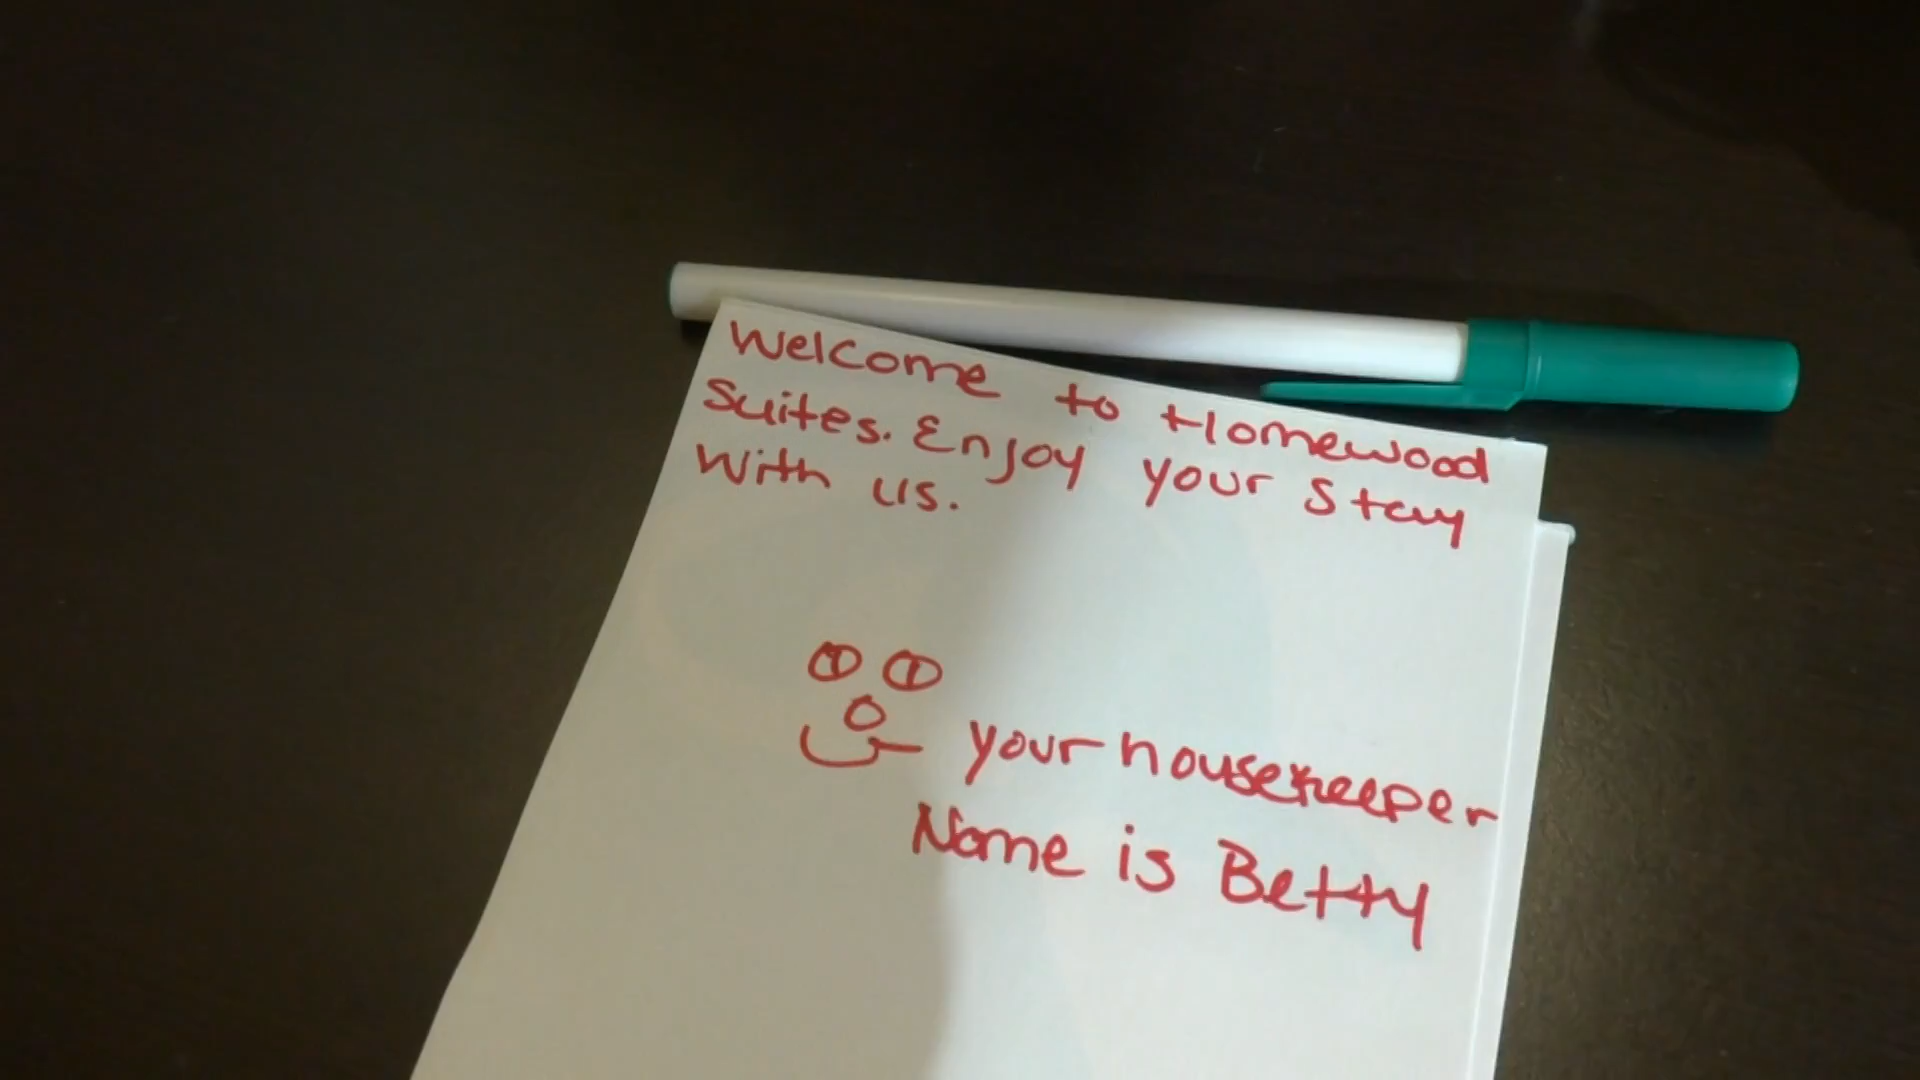 Welcome to Homewood
Suites. Enjoy your stay
With us.
your housekeeper
Name is Betty